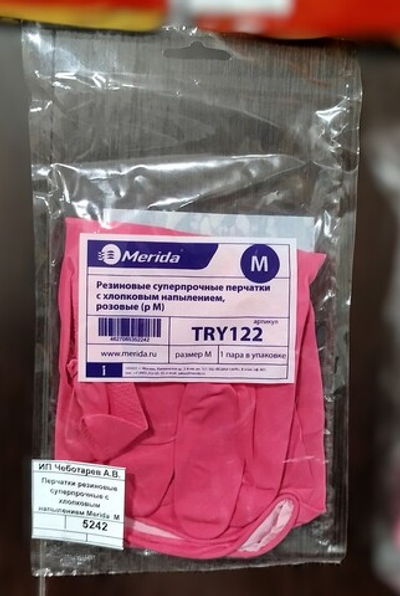 Merida
M
Резиновые суперпрочные перчатки
с хлопковым напылением,
розовые (р М)
артикул
TRY122
www.merida.ru
размер М
1 пара в упаковке
ИП Чеботарев А.В.
Перчатки резиновые
суперпрочные с
хлопковым
напылением Merida M
5242